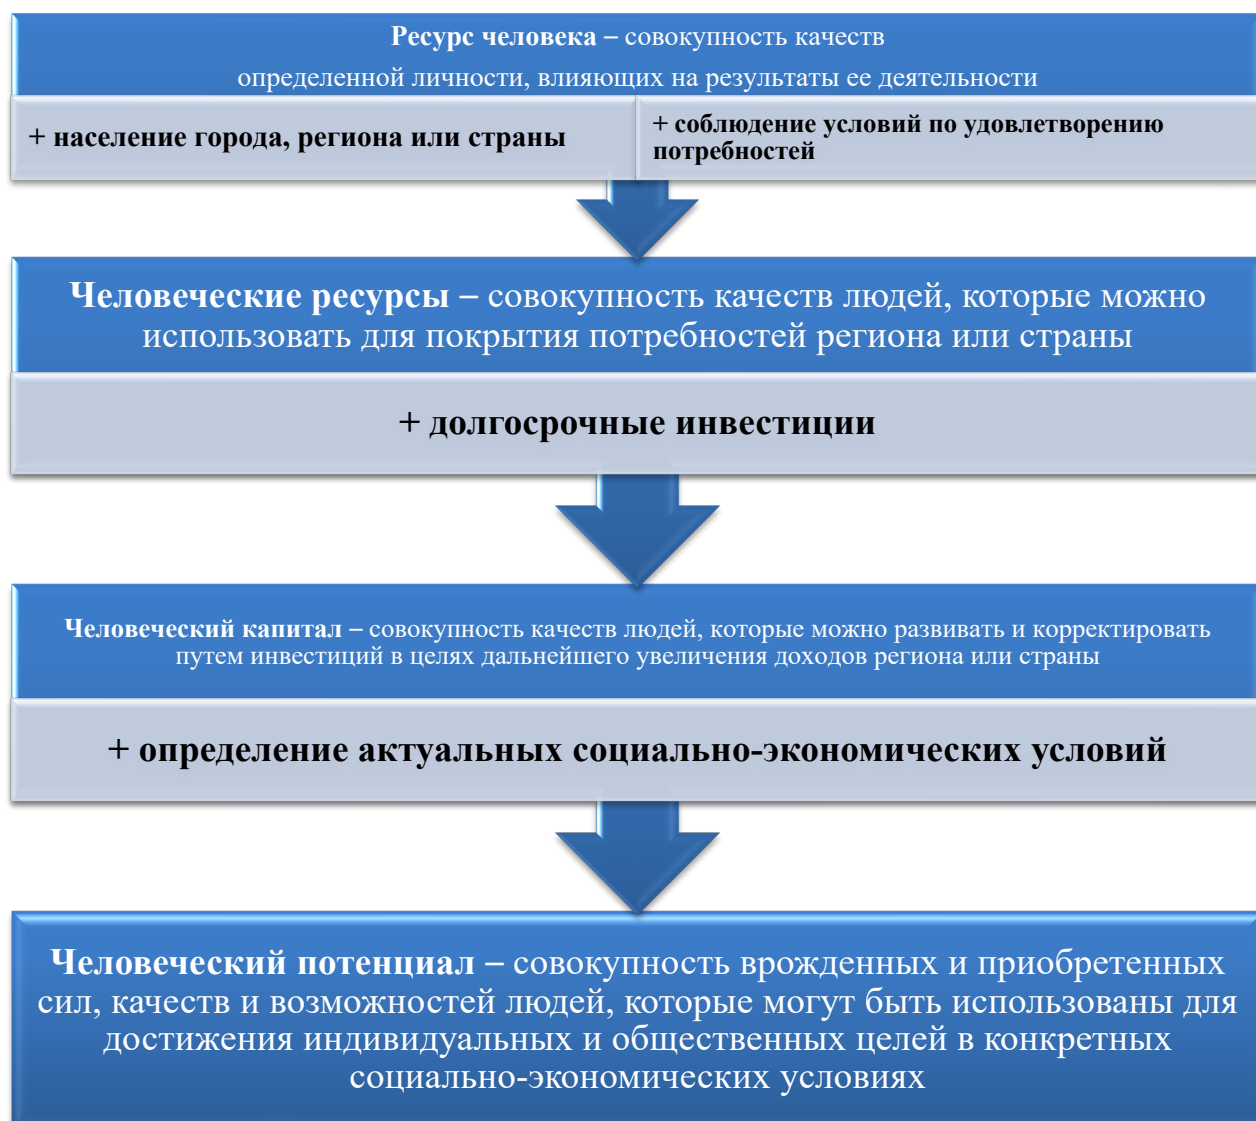 Ресурс человека – совокупность качеств
определенной личности, влияющих на результаты ее деятельности
+ население города, региона или страны
+ соблюдение условий по удовлетворению
потребностей
Человеческие ресурсы – совокупность качеств людей, которые можно
использовать для покрытия потребностей региона или страны
+ долгосрочные инвестиции
Человеческий капитал – совокупность качеств людей, которые можно развивать и корректировать
путем инвестиций в целях дальнейшего увеличения доходов региона или страны
+ определение актуальных социально-экономических условий
Человеческий потенциал – совокупность врожденных и приобретенных
сил, качеств и возможностей людей, которые могут быть использованы для
достижения индивидуальных и общественных целей в конкретных
социально-экономических условиях